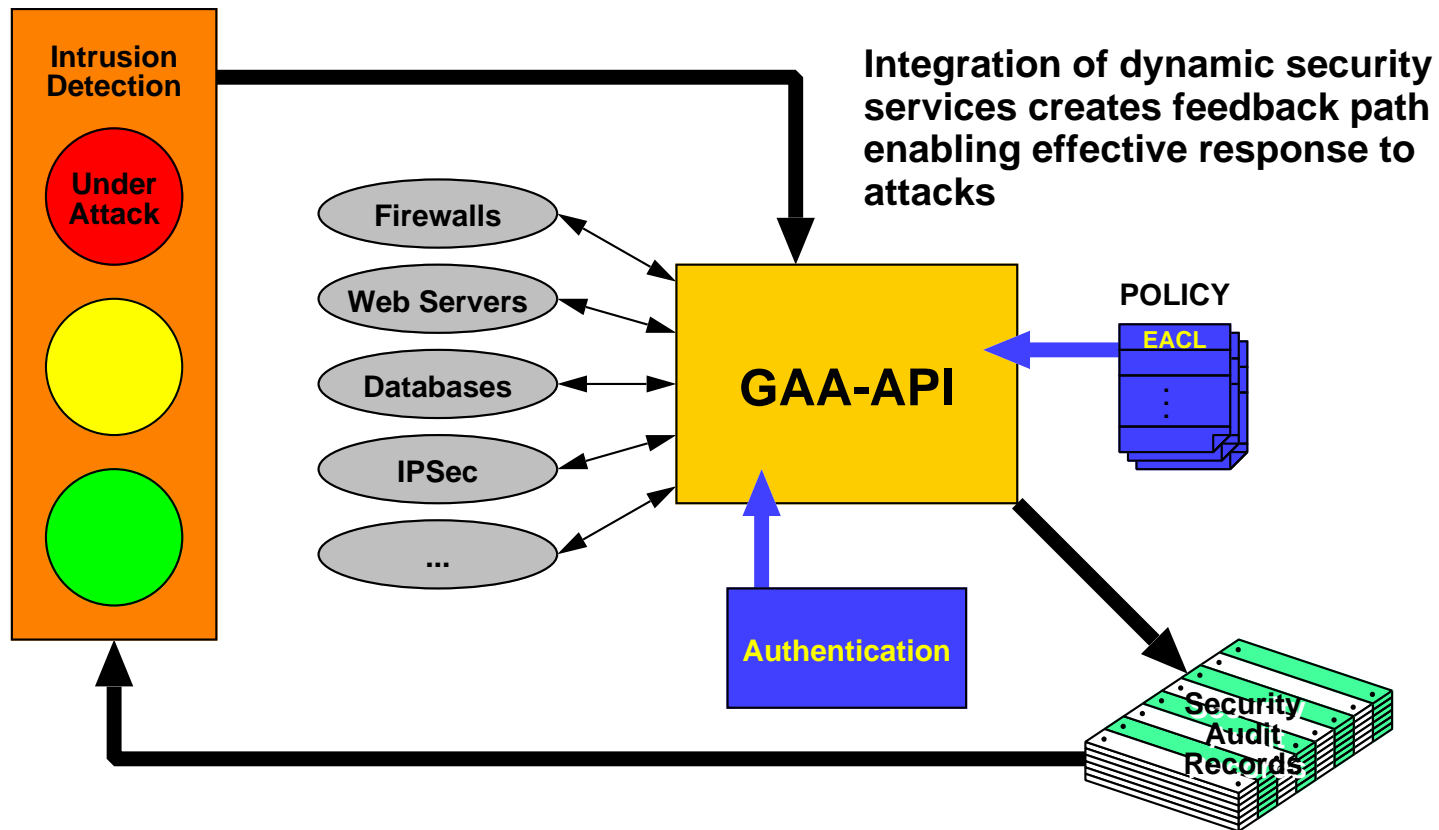 Intrusion
Detection
Under
Attack
Integration of dynamic security
services creates feedback path
enabling effective response to
attacks
Firewalls
Web Servers
Databases
IPSec
...
GAA-API
POLICY
EACL
...
Authentication
Security
Audit
Records